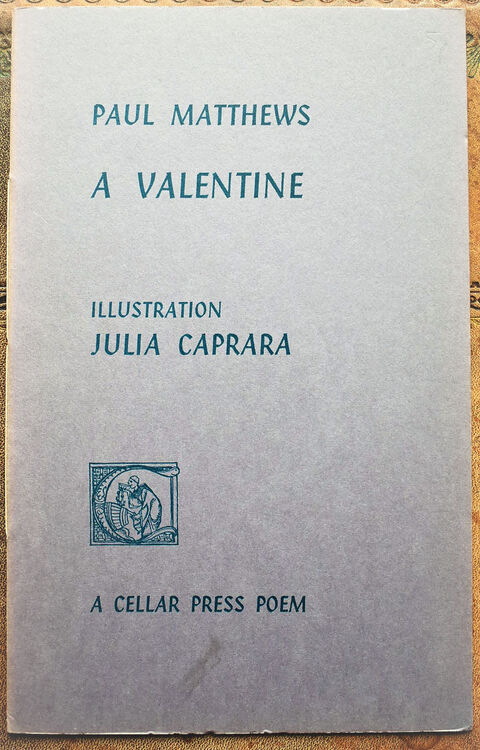 PAUL MATTHEWS
A VALENTINE
ILLUSTRATION
JULIA CAPRARA
A CELLAR PRESS POEM